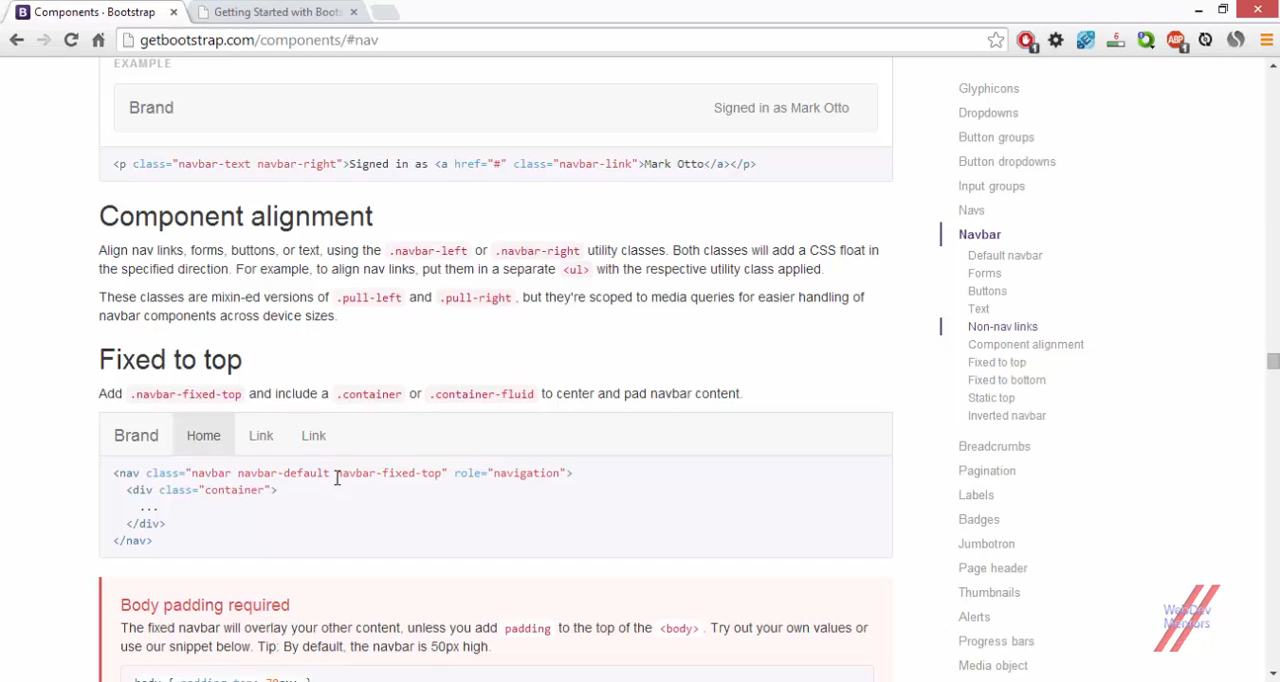 Components · Bootstrap
Getting Started with Boots
getbootstrap.com/components/#nav
EXAMPLE
Brand
Signed in as Mark Otto
<p class="navbar-text navbar-right">Signed in as <a href="#" class="navbar-link">Mark Otto</a></p>
Component alignment
Align nav links, forms, buttons, or text, using the .navbar-left or .navbar-right utility classes. Both classes will add a CSS float in
the specified direction. For example, to align nav links, put them in a separate <ul> with the respective utility class applied.
These classes are mixin-ed versions of .pull-left and .pull-right, but they're scoped to media queries for easier handling of
navbar components across device sizes.
Fixed to top
Add .navbar-fixed-top and include a .container or .container-fluid to center and pad navbar content.
Brand Home Link Link
<nav class="navbar navbar-default navbar-fixed-top" role="navigation">
<div class="container">
...
</div>
</nav>
Body padding required
The fixed navbar will overlay your other content, unless you add padding to the top of the <body>. Try out your own values or
use our snippet below. Tip: By default, the navbar is 50px high.
Glyphicons
Dropdowns
Button groups
Button dropdowns
Input groups
Navs
Navbar
Default navbar
Forms
Buttons
Text
Non-nav links
Component alignment
Fixed to top
Fixed to bottom
Static top
Inverted navbar
Breadcrumbs
Pagination
Labels
Badges
Jumbotron
Page header
Thumbnails
Alerts
Progress bars
Media object
WebDev
Mentors